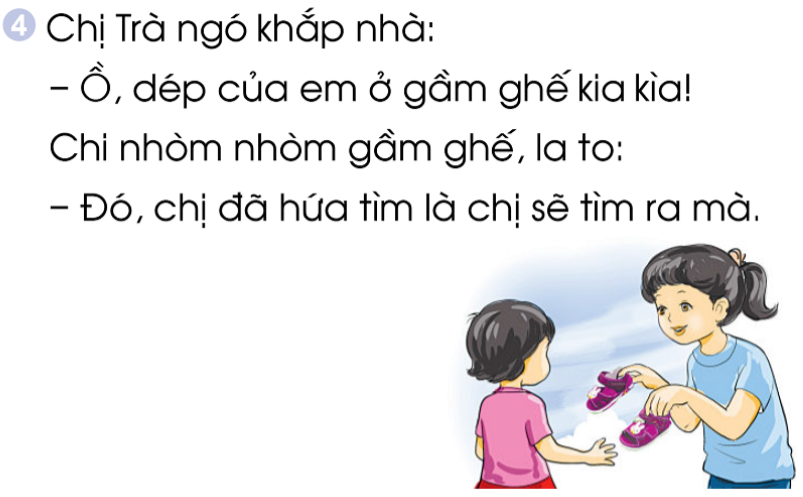 4 Chị Trà ngó khắp nhà:
– Ồ, dép của em ở gầm ghế kia kìa!
Chi nhòm nhòm gầm ghế, la to:
– Đó, chị đã hứa tìm là chị sẽ tìm ra mà.